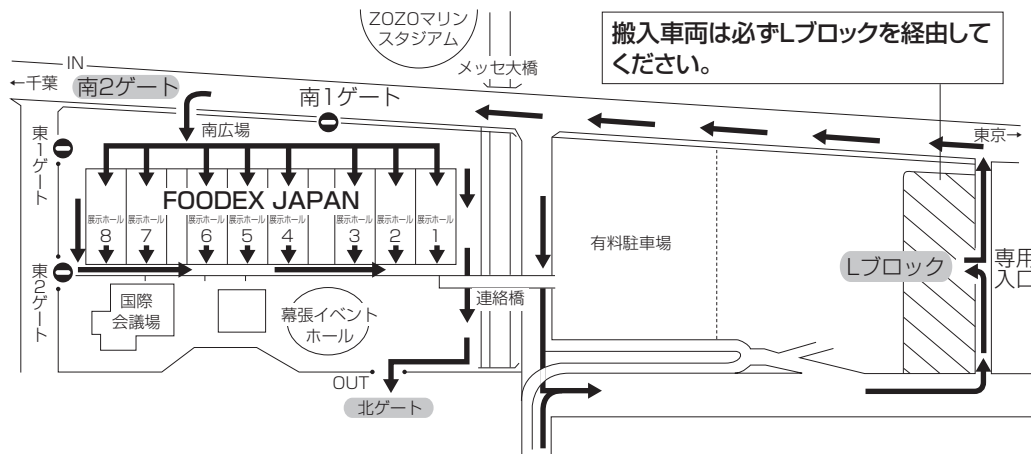 ZOZOマリン
スタジアム
搬入車両は必ずLブロックを経由して
ください。
メッセ大橋
IN
←千葉
南2ゲート
南1ゲート
東京→
南広場
東1ゲート
FOODEX JAPAN
展示ホール
8
展示ホール
7
展示ホール
6
展示ホール
5
展示ホール
4
展示ホール
3
展示ホール
2
展示ホール
1
有料駐車場
Lブロック
専用
入口
東2ゲート
国際
会議場
幕張イベント
ホール
連絡橋
OUT
北ゲート